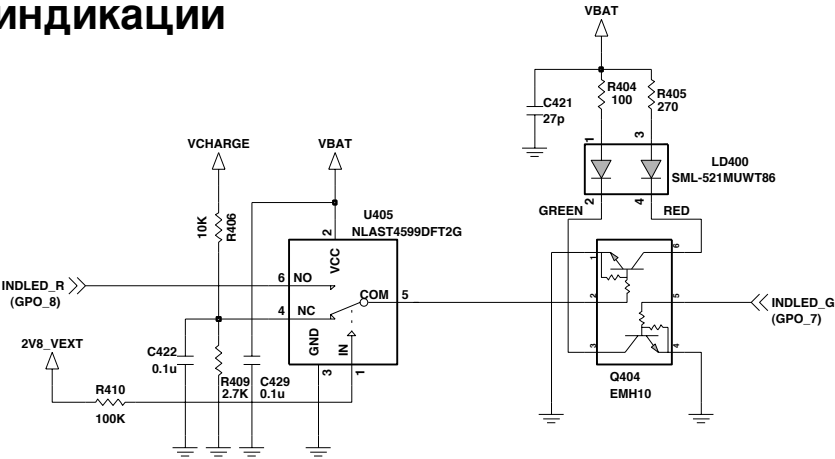 индикации
VBAT
C421
27p
R404
100
R405
270
1
3
LD400
SML-521MUWT86
2
4
GREEN
RED
VCHARGE
VBAT
10K
R406
2
U405
NLAST4599DFT2G
VCC
INDLED_R
(GPO_8)
6
NO
COM
5
4
NC
GND
IN
3
1
C422
0.1u
R409
2.7K
C429
0.1u
2V8_VEXT
R410
100K
1
6
2
5
3
4
INDLED_G
(GPO_7)
Q404
EMH10